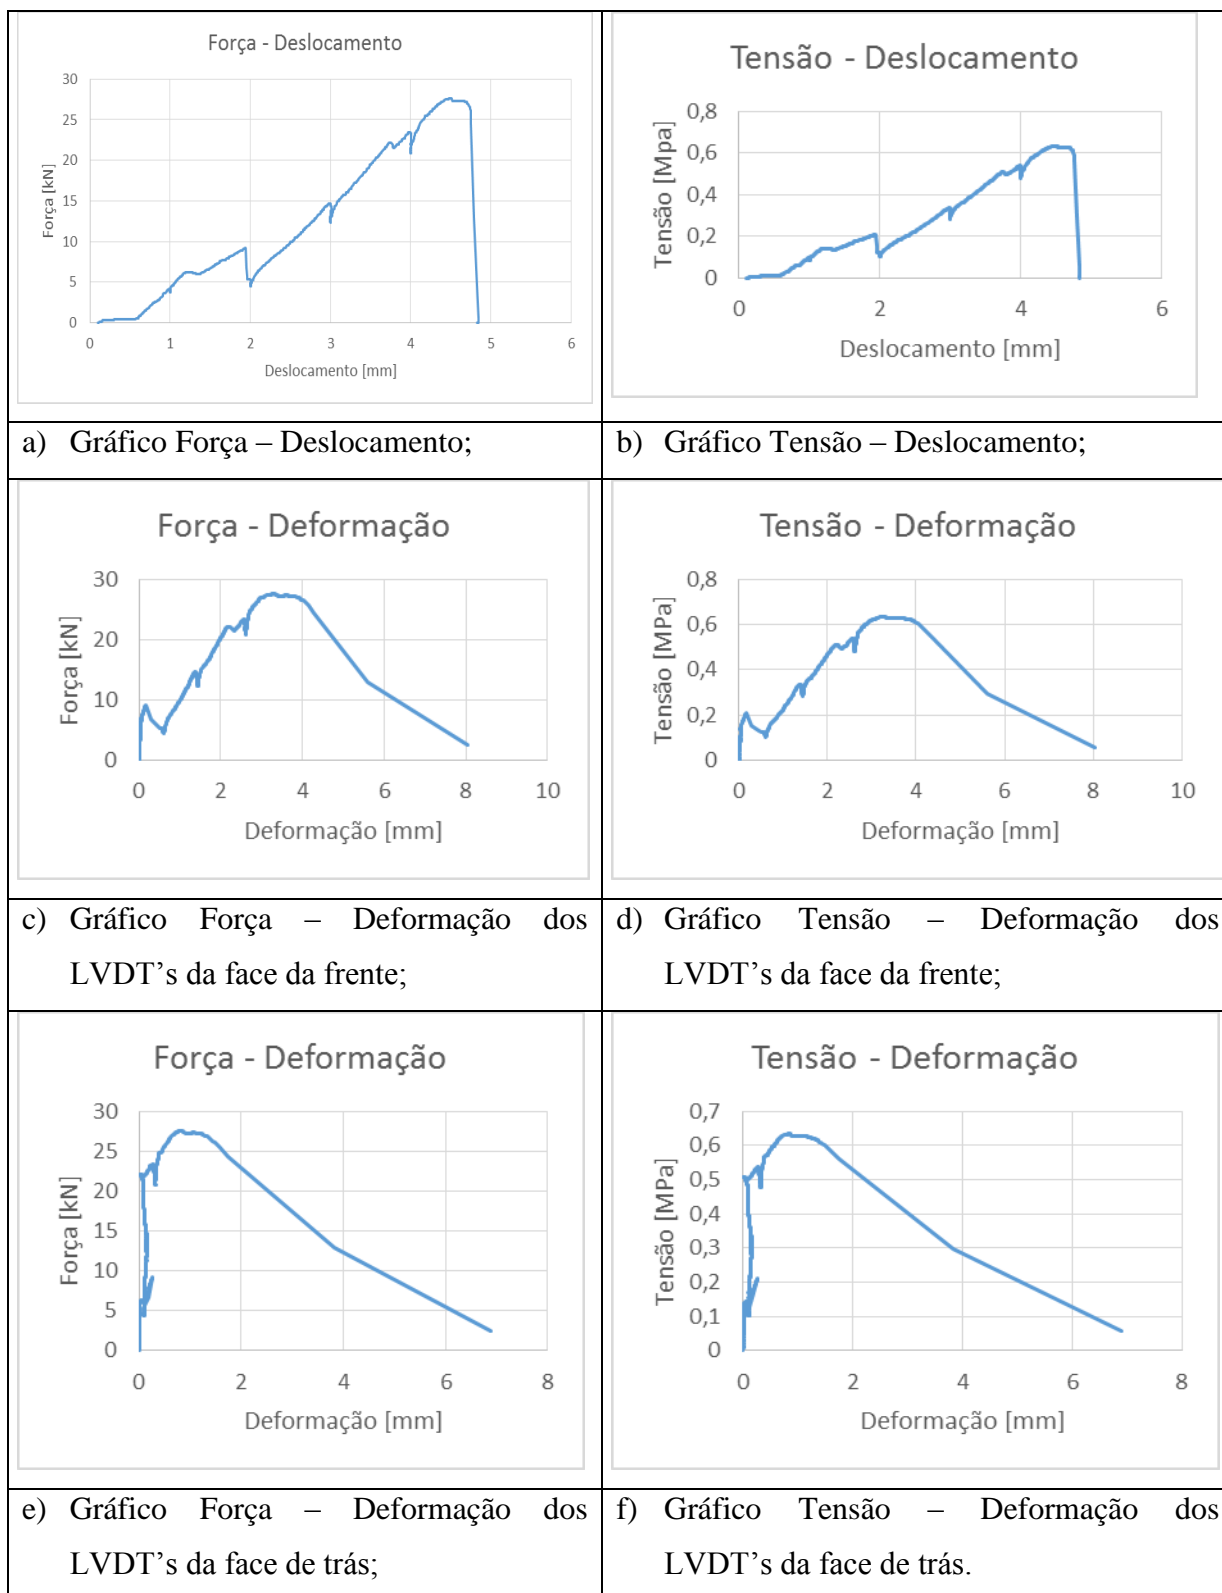 Força - Deslocamento
Força [kN]
30
25
20
15
10
5
0
0 1 2 3 4 5 6
Deslocamento [mm]
Tensão - Deslocamento
Tensão [Mpa]
0,8
0,6
0,4
0,2
0
0 2 4 6
Deslocamento [mm]
a) Gráfico Força – Deslocamento;
b) Gráfico Tensão – Deslocamento;
Força - Deformação
Força [kN]
30
20
10
0
0 2 4 6 8 10
Deformação [mm]
Tensão - Deformação
Tensão [MPa]
0,8
0,6
0,4
0,2
0
0 2 4 6 8 10
Deformação [mm]
c) Gráfico Força – Deformação dos
LVDT’s da face da frente;
d) Gráfico Tensão – Deformação dos
LVDT’s da face da frente;
Força - Deformação
Força [kN]
30
25
20
15
10
5
0
0 2 4 6 8
Deformação [mm]
Tensão - Deformação
Tensão [MPa]
0,7
0,6
0,5
0,4
0,3
0,2
0,1
0
0 2 4 6 8
Deformação [mm]
e) Gráfico Força – Deformação dos
LVDT’s da face de trás;
f) Gráfico Tensão – Deformação dos
LVDT’s da face de trás.